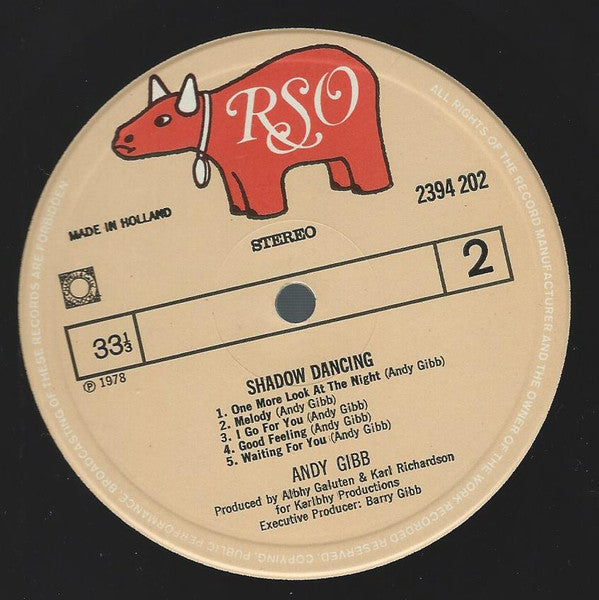 RSO
2394 202
MADE IN HOLLAND
STEREO
2
33⅓
℗ 1978
SHADOW DANCING
1. One More Look At The Night (Andy Gibb)
2. Melody (Andy Gibb)
3. I Go For You (Andy Gibb)
4. Good Feeling (Andy Gibb)
5. Waiting For You (Andy Gibb)
ANDY GIBB
Produced by Albhy Galuten & Karl Richardson
for Karlbhy Productions
Executive Producer: Barry Gibb
ALL RIGHTS OF THE RECORD MANUFACTURER AND THE OWNER OF THE WORK RECORDED RESERVED. COPYING, PUBLIC PERFORMANCE, BROADCASTING OF THESE RECORDS ARE FORBIDDEN